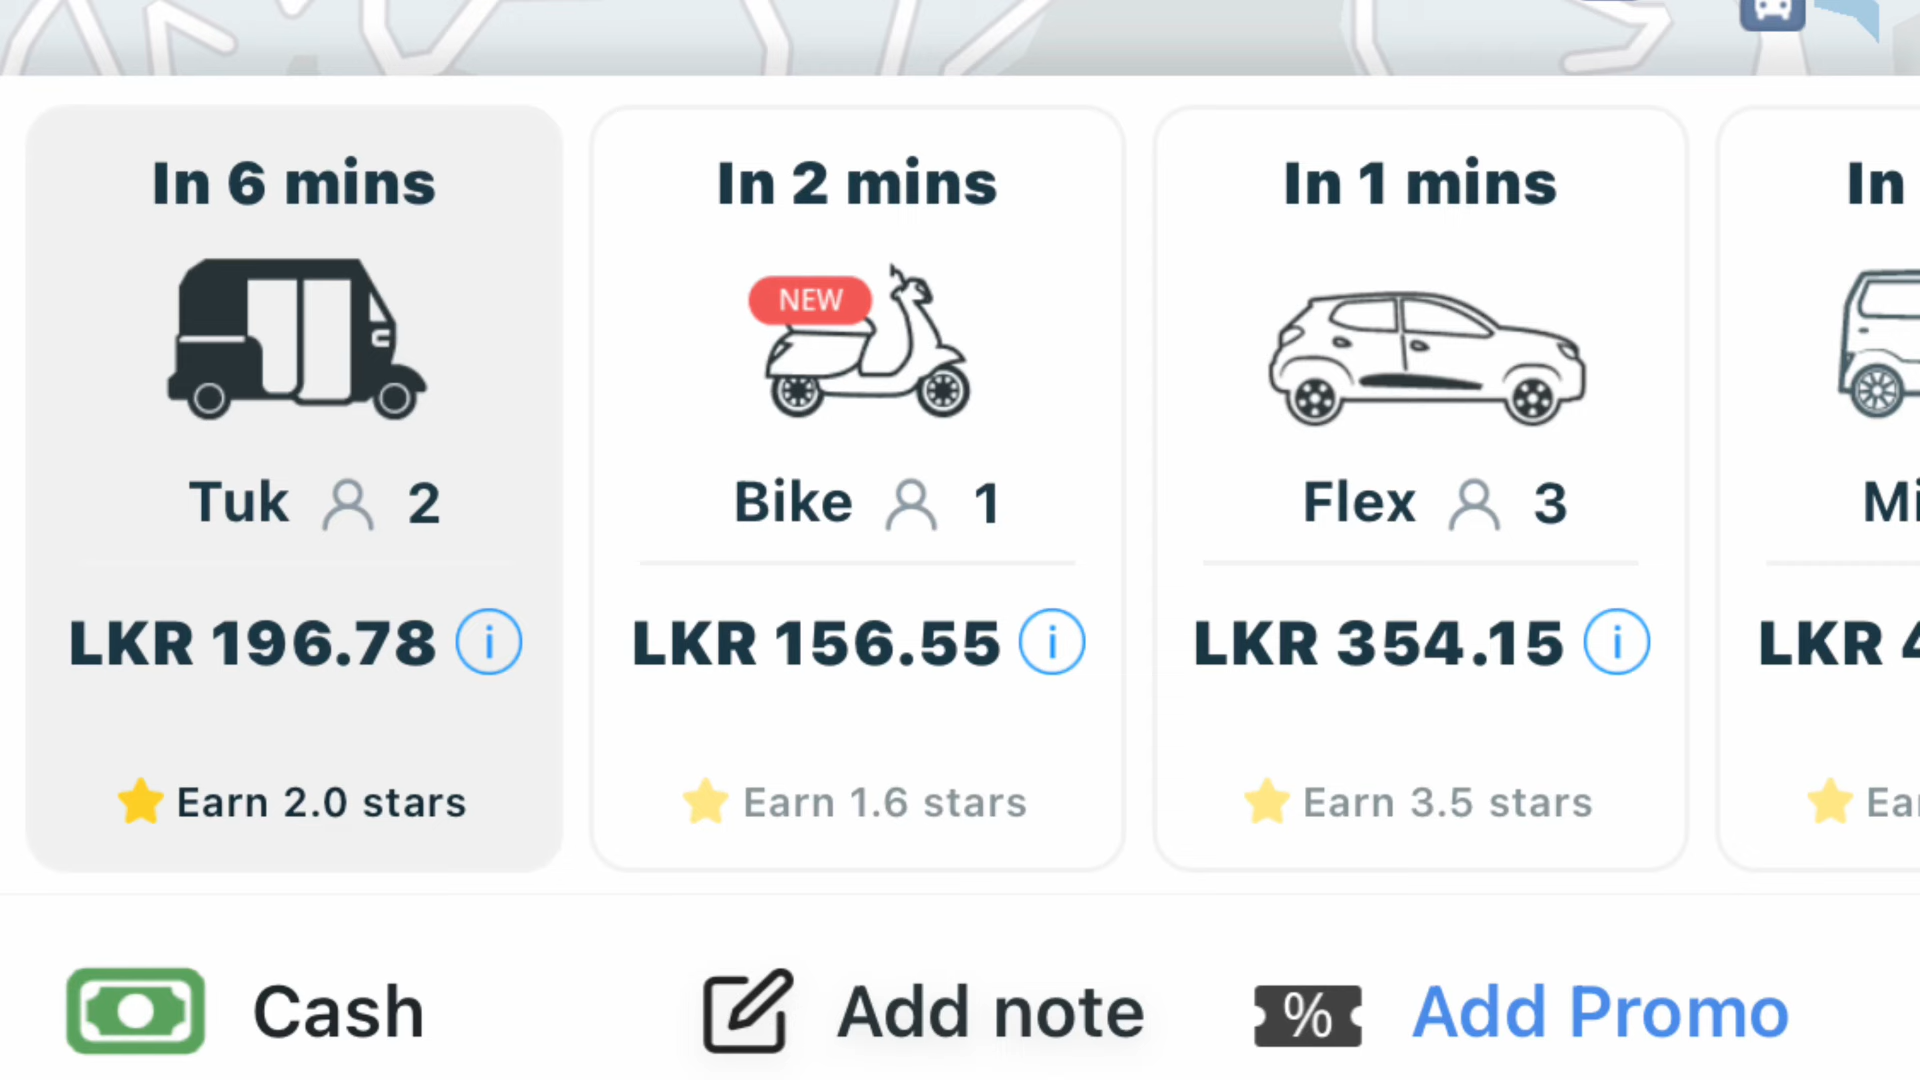 In 6 mins
Tuk 2
LKR 196.78
Earn 2.0 stars
In 2 mins
NEW
Bike 1
LKR 156.55
Earn 1.6 stars
In 1 mins
Flex 3
LKR 354.15
Earn 3.5 stars
In
LKR
Cash
Add note
% Add Promo